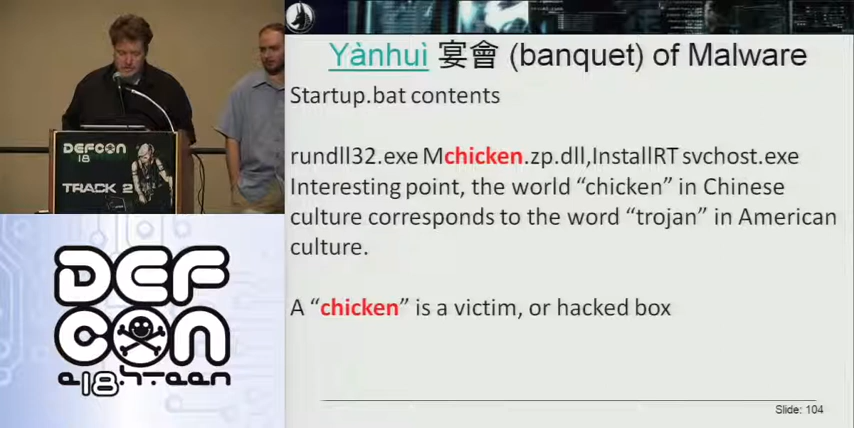 Yànhuì 宴會 (banquet) of Malware
Startup.bat contents
rundll32.exe Mchicken.zp.dll,InstallRT svchost.exe
Interesting point, the world “chicken” in Chinese
culture corresponds to the word “trojan” in American
culture.
A “chicken” is a victim, or hacked box
Slide: 104
DEFCON
18
TRACK 2
DEF
CON